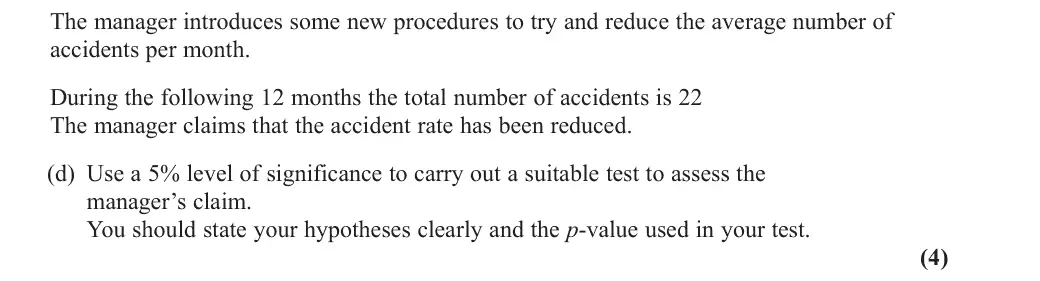 The manager introduces some new procedures to try and reduce the average number of
accidents per month.
During the following 12 months the total number of accidents is 22
The manager claims that the accident rate has been reduced.
(d) Use a 5% level of significance to carry out a suitable test to assess the
manager’s claim.
You should state your hypotheses clearly and the p-value used in your test.
(4)